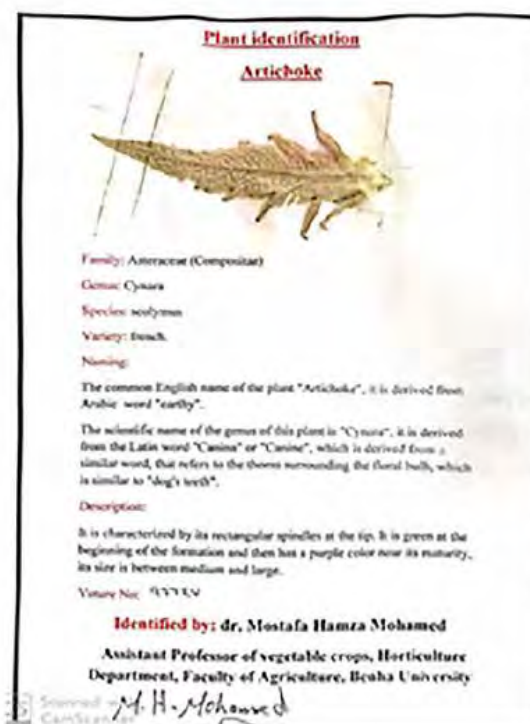 Plant identification
Artichoke
Family: Asteraceae (Compositae)
Genus: Cynara
Species: scolymus
Variety: french
Naming:
The common English name of the plant "Artichoke", it is derived from
Arabic word "earthy".
The scientific name of the genus of this plant is "Cynara", it is derived
from the Latin word "Canina" or "Canine", which is derived from a
similar word, that refers to the thorns surrounding the floral bulb, which
is similar to "dog's teeth".
Description:
It is characterized by its rectangular spindles at the tip. It is green at the
beginning of the formation and then has a purple color near its maturity,
its size is between medium and large.
No:
Identified by: dr. Mostafa Hamza Mohamed
Assistant Professor of vegetable crops, Horticulture
Department, Faculty of Agriculture, Benha University
M.H.Mohamed
Scanned
CamScanner